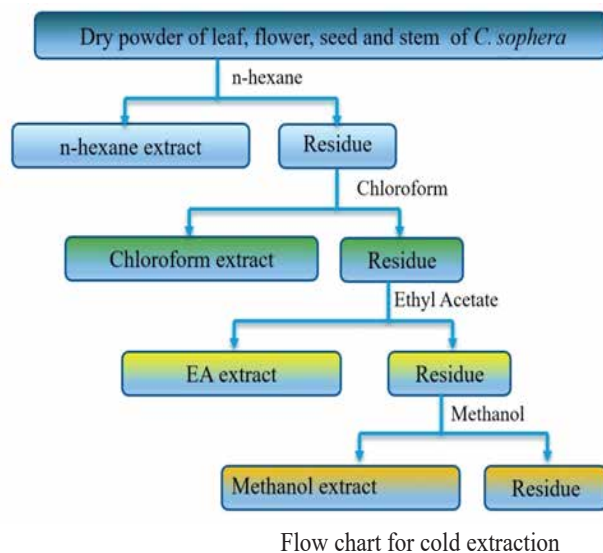 Dry powder of leaf, flower, seed and stem of C. sophera
n-hexane
n-hexane extract
Residue
Chloroform
Chloroform extract
Residue
Ethyl Acetate
EA extract
Residue
Methanol
Methanol extract
Residue
Flow chart for cold extraction